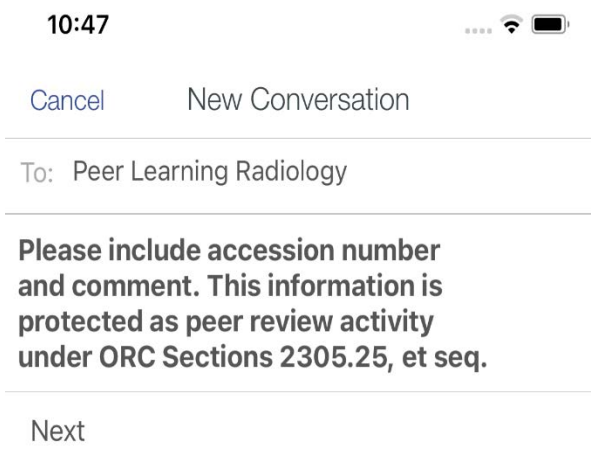 10:47
Cancel New Conversation
To: Peer Learning Radiology
Please include accession number
and comment. This information is
protected as peer review activity
under ORC Sections 2305.25, et seq.
Next